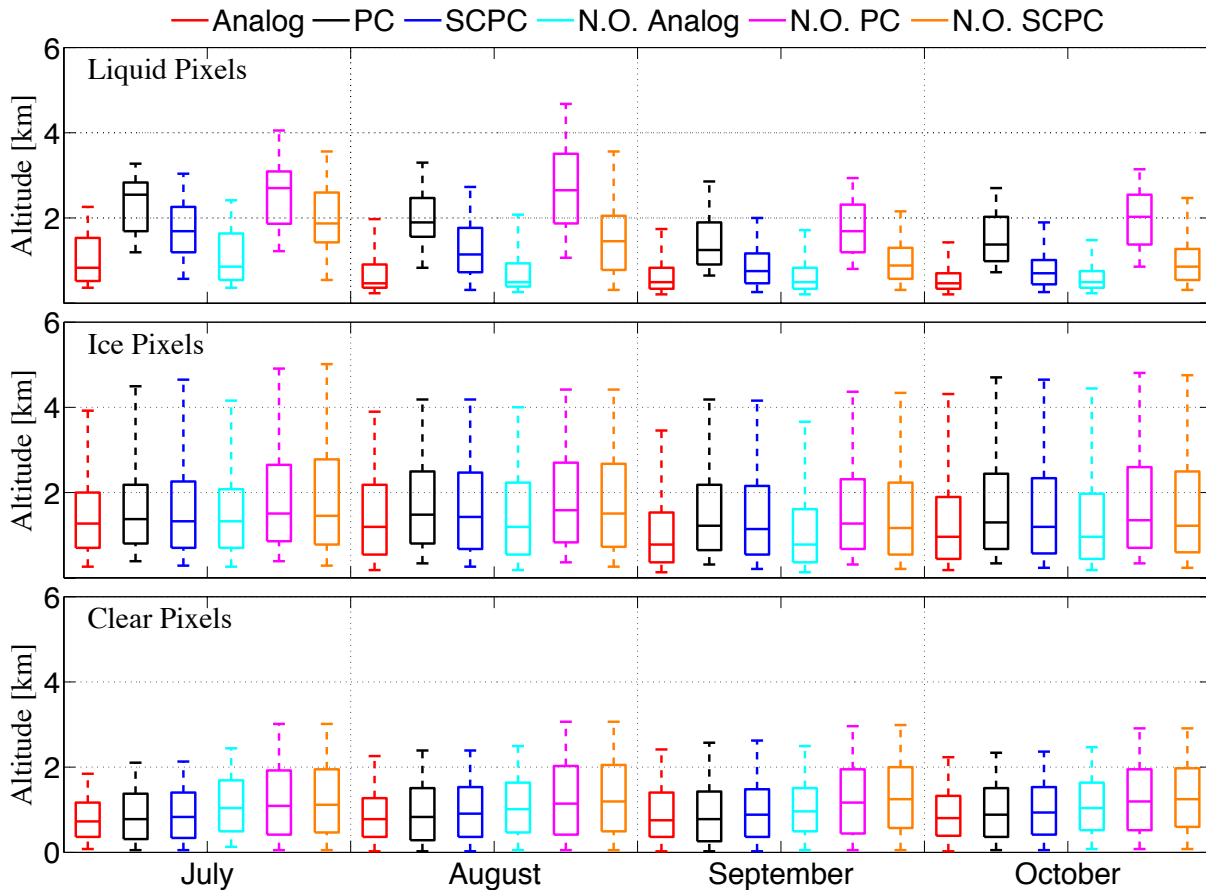 Analog PC SCPC N.O. Analog N.O. PC N.O. SCPC
6
Liquid Pixels
4
2
Altitude [km]
6
Ice Pixels
4
2
Altitude [km]
6
Clear Pixels
4
2
0
Altitude [km]
July August September October